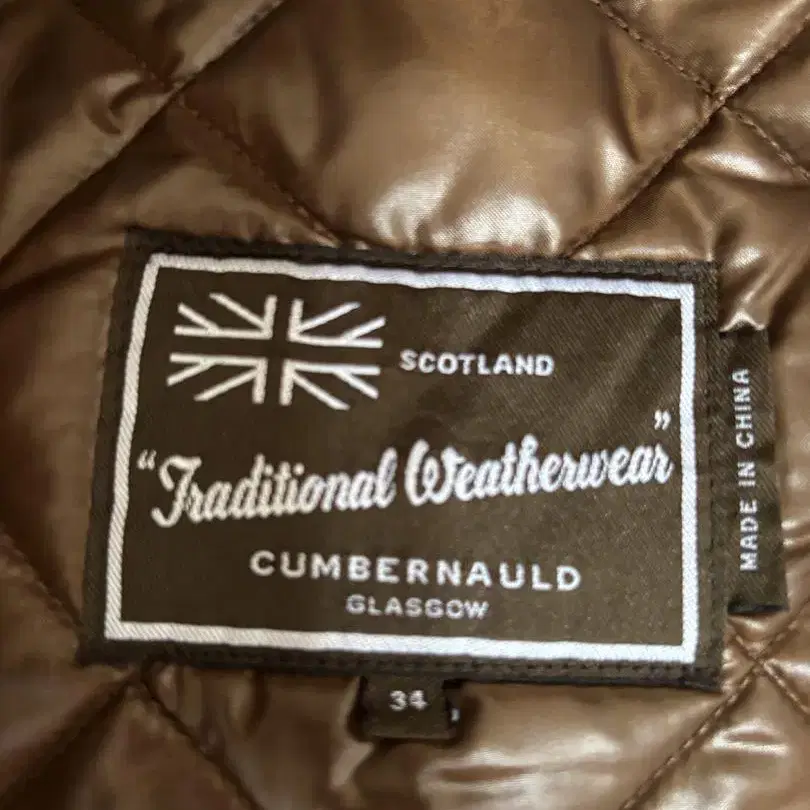 SCOTLAND
"Traditional Weatherwear"
CUMBERNAULD
GLASGOW
MADE IN CHINA
34